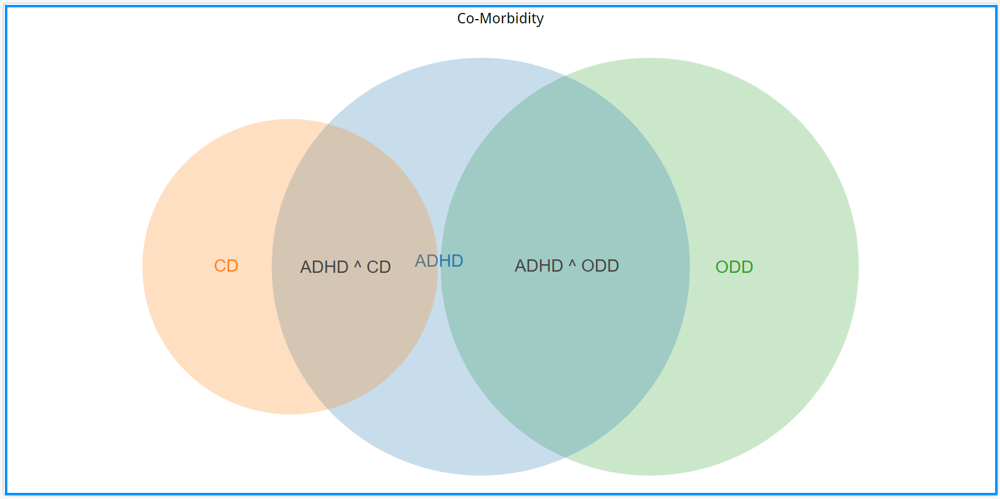 Co-Morbidity
CD
ADHD ^ CD
ADHD
ADHD ^ ODD
ODD